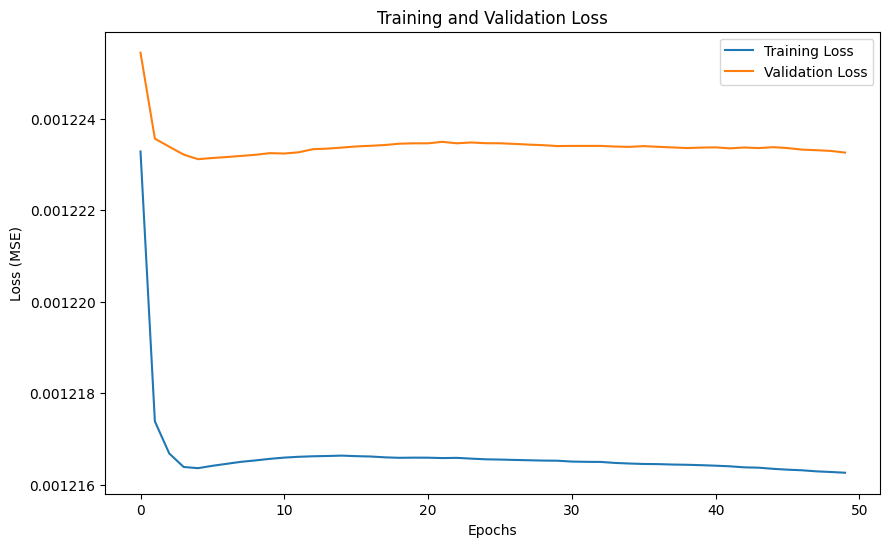 Training and Validation Loss
Training Loss
Validation Loss
0.001224
0.001222
0.001220
0.001218
0.001216
Loss (MSE)
0 10 20 30 40 50
Epochs